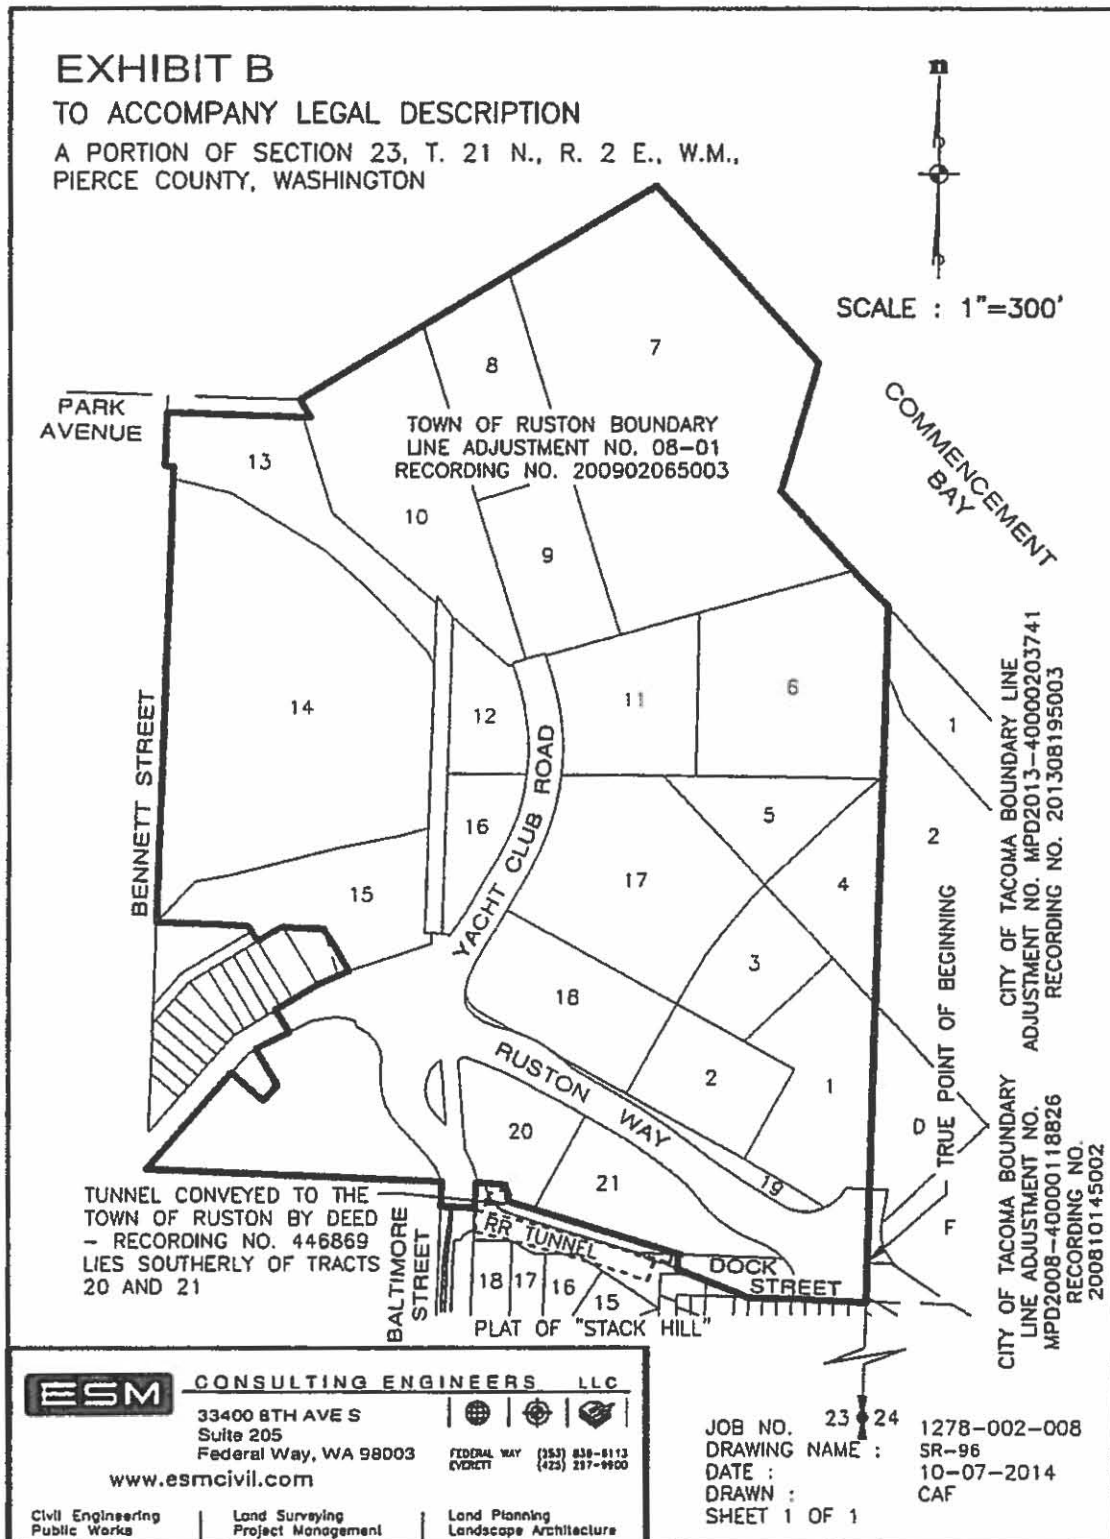 EXHIBIT B
TO ACCOMPANY LEGAL DESCRIPTION
A PORTION OF SECTION 23, T. 21 N., R. 2 E., W.M.,
PIERCE COUNTY, WASHINGTON
n
SCALE : 1"=300'
COMMENCEMENT
BAY
PARK
AVENUE
7
8
TOWN OF RUSTON BOUNDARY
LINE ADJUSTMENT NO. 08-01
RECORDING NO. 200902065003
13
10
9
14
12
11
6
BENNETT STREET
YACHT CLUB ROAD
16
5
17
4
15
3
18
2
1
RUSTON WAY
20
21
19
1
2
D
F
TRUE POINT OF BEGINNING
CITY OF TACOMA BOUNDARY LINE
ADJUSTMENT NO. MPD2013-40000203741
RECORDING NO. 201308195003
CITY OF TACOMA BOUNDARY
LINE ADJUSTMENT NO.
MPD2008-40000118826
RECORDING NO.
200810145002
TUNNEL CONVEYED TO THE
TOWN OF RUSTON BY DEED
- RECORDING NO. 446869
LIES SOUTHERLY OF TRACTS
20 AND 21
BALTIMORE
STREET
RR TUNNEL
DOCK
STREET
18
17
16
15
PLAT OF "STACK HILL"
ESM
CONSULTING ENGINEERS LLC
33400 8TH AVE S
Suite 205
Federal Way, WA 98003
www.esmcivil.com
FEDERAL WAY (253) 838-6113
EVERETT (425) 297-9900
Civil Engineering
Public Works
Land Surveying
Project Management
Land Planning
Landscape Architecture
23 24
JOB NO. 1278-002-008
DRAWING NAME : SR-96
DATE : 10-07-2014
DRAWN : CAF
SHEET 1 OF 1